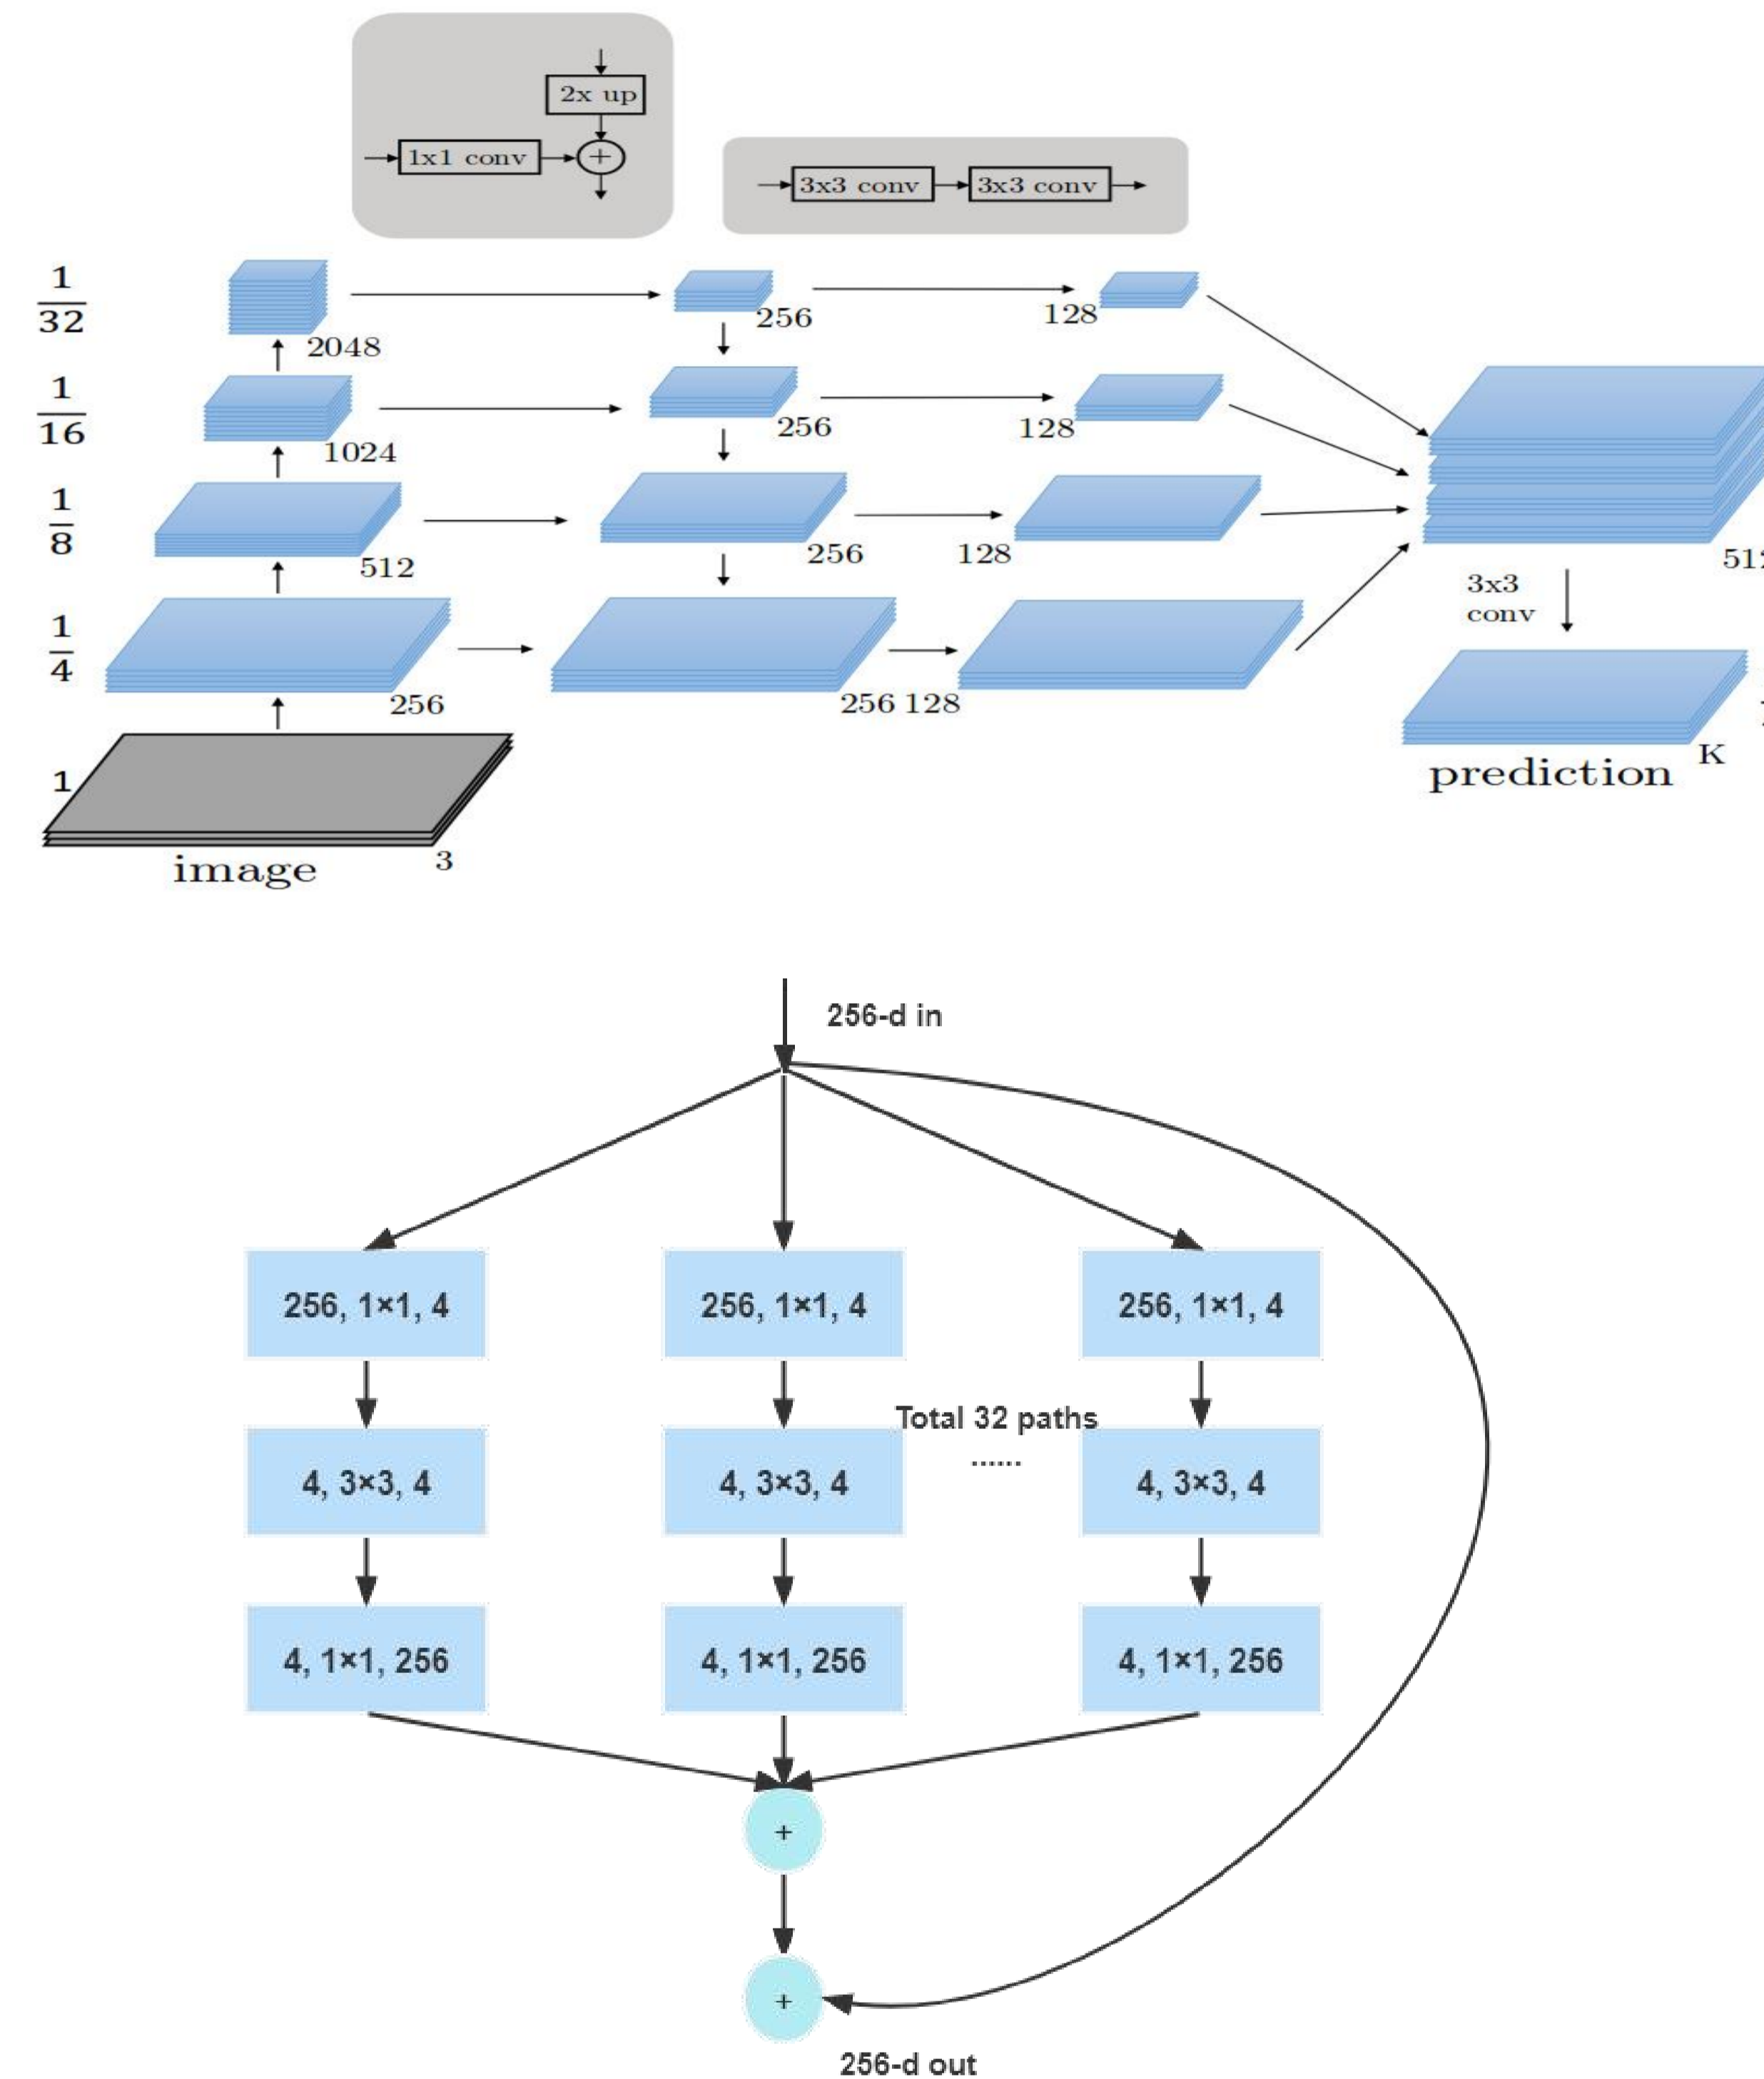 2x up
1x1 conv
+
3x3 conv
3x3 conv
1
32
2048
256
128
1
16
1024
256
128
1
8
512
256
128
512
3x3
conv
1
4
256
256
128
K
prediction
1
3
image
256-d in
256, 1×1, 4
256, 1×1, 4
256, 1×1, 4
Total 32 paths
......
4, 3×3, 4
4, 3×3, 4
4, 3×3, 4
4, 1×1, 256
4, 1×1, 256
4, 1×1, 256
+
+
256-d out